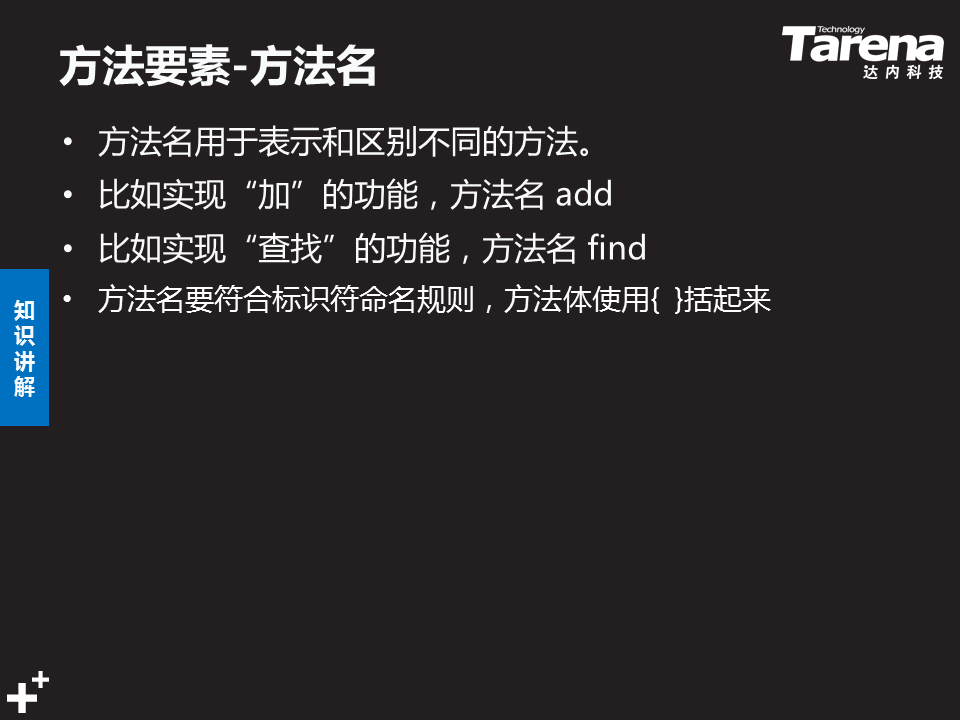 方法要素-方法名
Technology
Tarena
达内科技
• 方法名用于表示和区别不同的方法。
• 比如实现“加”的功能，方法名 add
• 比如实现“查找”的功能，方法名 find
• 方法名要符合标识符命名规则，方法体使用{ }括起来
知识讲解